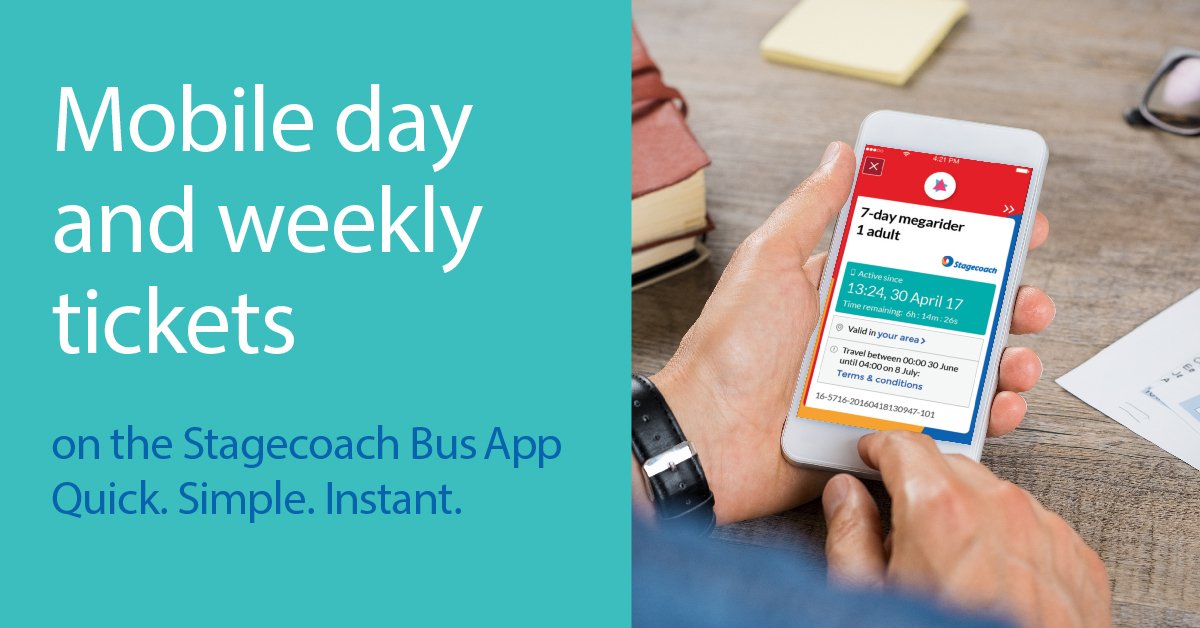 Mobile day
and weekly
tickets
on the Stagecoach Bus App
Quick. Simple. Instant.
4:21 PM
7-day megarider
1 adult
Stagecoach
Active since
13:24, 30 April 17
Time remaining: 6h : 14m : 26s
Valid in your area >
Travel between 00:00 30 June
until 04:00 on 8 July:
Terms & conditions
16-5716-20160418130947-101